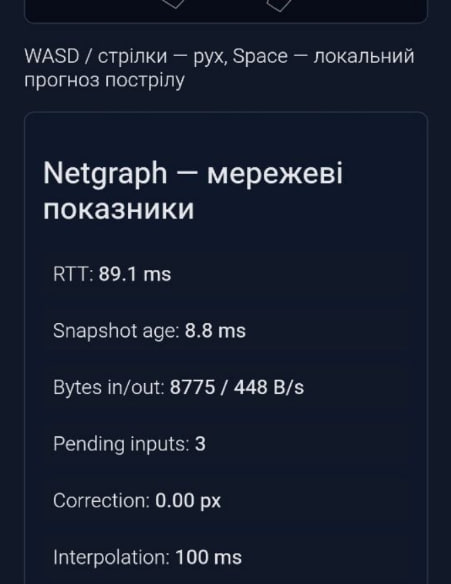 WASD / стрілки — рух, Space — локальний
прогноз пострілу
Netgraph — мережеві
показники
RTT: 89.1 ms
Snapshot age: 8.8 ms
Bytes in/out: 8775 / 448 B/s
Pending inputs: 3
Correction: 0.00 px
Interpolation: 100 ms